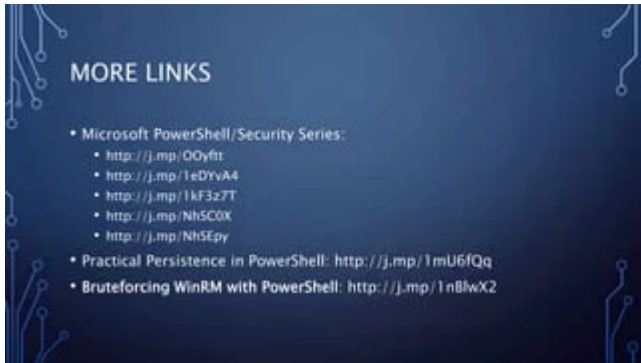 MORE LINKS
• Microsoft PowerShell/Security Series:
• http://j.mp/OOyftt
• http://j.mp/1eDYvA4
• http://j.mp/1kF3z7T
• http://j.mp/NhSC0X
• http://j.mp/NhSEpy
• Practical Persistence in PowerShell: http://j.mp/1mU6fQq
• Bruteforcing WinRM with PowerShell: http://j.mp/1nBlwX2